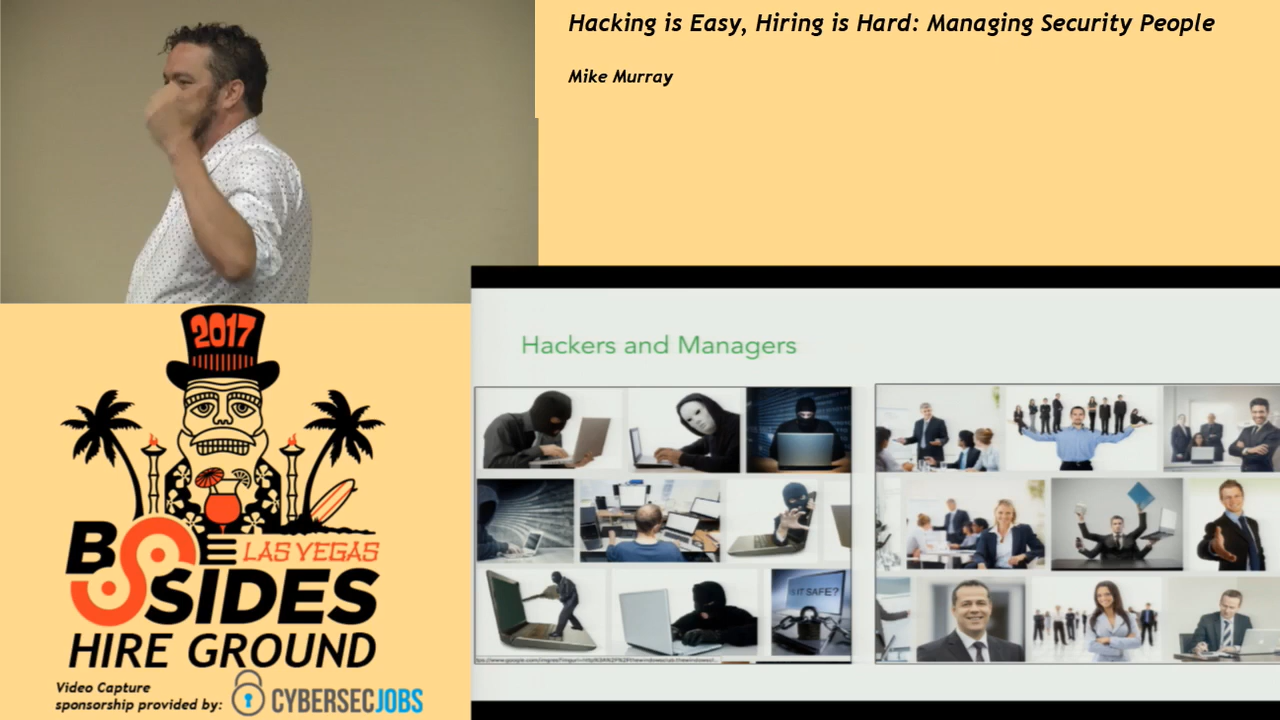 Hacking is Easy, Hiring is Hard: Managing Security People
Mike Murray
2017
BSIDES
LAS VEGAS
HIRE GROUND
Video Capture
sponsorship provided by:
CYBERSECJOBS
Hackers and Managers
IS IT SAFE?